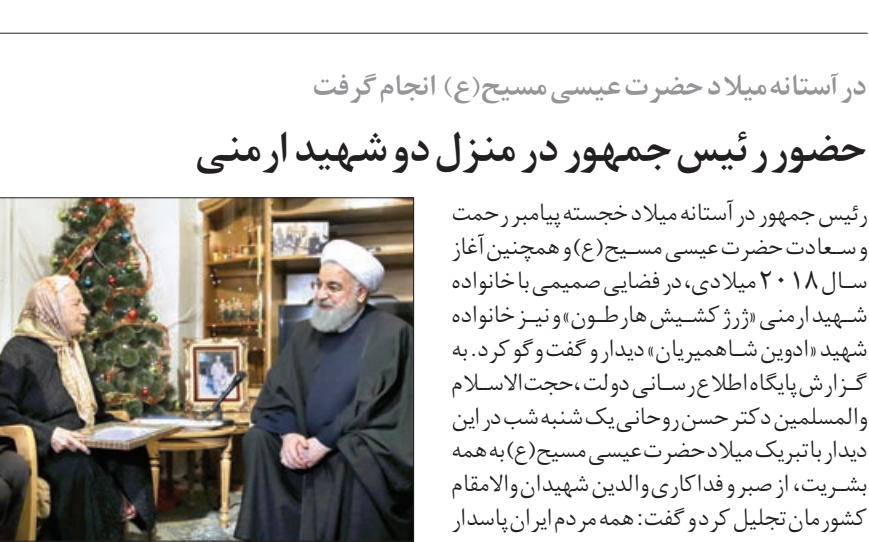 در آستانه میلاد حضرت عیسی مسیح(ع) انجام گرفت
حضور رئیس جمهور در منزل دو شهید ارمنی
رئیس جمهور در آستانه میلاد خجسته پیامبر رحمت
و سعادت حضرت عیسی مسیح(ع) و همچنین آغاز
سال ۲۰۱۸ میلادی، در فضایی صمیمی با خانواده
شهید ارمنی «ژرژ کشیش هارطون» و نیز خانواده
شهید «ادوین شاهمیریان» دیدار و گفت و گو کرد. به
گزارش پایگاه اطلاع رسانی دولت، حجت‌الاسلام
والمسلمین دکتر حسن روحانی یک شنبه شب در این
دیدار با تبریک میلاد حضرت عیسی مسیح(ع) به همه
بشریت، از صبر و فداکاری والدین شهیدان والامقام
کشورمان تجلیل کرد و گفت: همه مردم ایران پاسدار